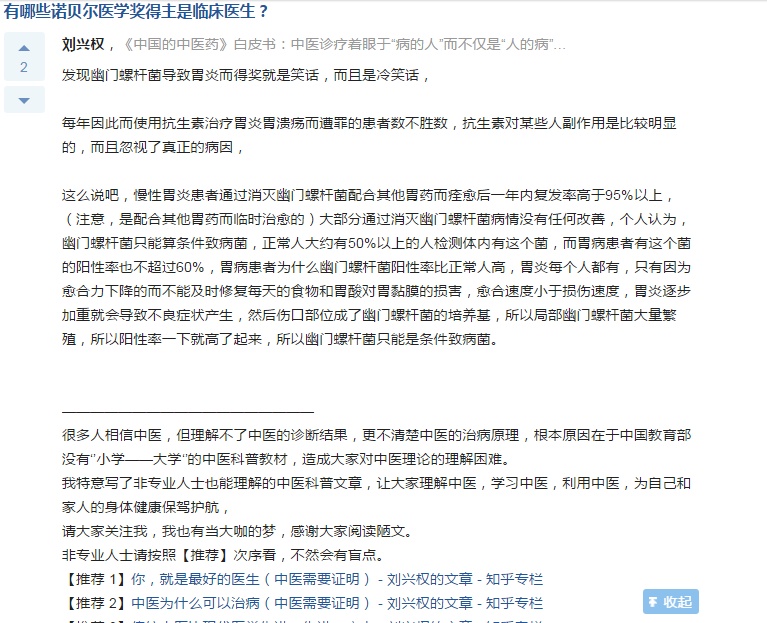 有哪些诺贝尔医学奖得主是临床医生？
2
刘兴权，《中国的中医药》白皮书：中医诊疗着眼于“病的人”而不仅是“人的病”...
发现幽门螺杆菌导致胃炎而得奖就是笑话，而且是冷笑话，
每年因此而使用抗生素治疗胃炎胃溃疡而遭罪的患者数不胜数，抗生素对某些人副作用是比较明显
的，而且忽视了真正的病因，
这么说吧，慢性胃炎患者通过消灭幽门螺杆菌配合其他胃药而痊愈后一年内复发率高于95%以上，
（注意，是配合其他胃药而临时治愈的）大部分通过消灭幽门螺杆菌病情没有任何改善，个人认为，
幽门螺杆菌只能算条件致病菌，正常人大约有50%以上的人检测体内有这个菌，而胃病患者有这个菌
的阳性率也不超过60%，胃病患者为什么幽门螺杆菌阳性率比正常人高，胃炎每个人都有，只有因为
愈合力下降的而不能及时修复每天的食物和胃酸对胃黏膜的损害，愈合速度小于损伤速度，胃炎逐步
加重就会导致不良症状产生，然后伤口部位成了幽门螺杆菌的培养基，所以局部幽门螺杆菌大量繁
殖，所以阳性率一下就高了起来，所以幽门螺杆菌只能是条件致病菌。
很多人相信中医，但理解不了中医的诊断结果，更不清楚中医的治病原理，根本原因在于中国教育部
没有“小学——大学”的中医科普教材，造成大家对中医理论的理解困难。
我特意写了非专业人士也能理解的中医科普文章，让大家理解中医，学习中医，利用中医，为自己和
家人的身体健康保驾护航，
请大家关注我，我也有当大咖的梦，感谢大家阅读陋文。
非专业人士请按照【推荐】次序看，不然会有盲点。
【推荐 1】你，就是最好的医生（中医需要证明） - 刘兴权的文章 - 知乎专栏
【推荐 2】中医为什么可以治病（中医需要证明） - 刘兴权的文章 - 知乎专栏
收起